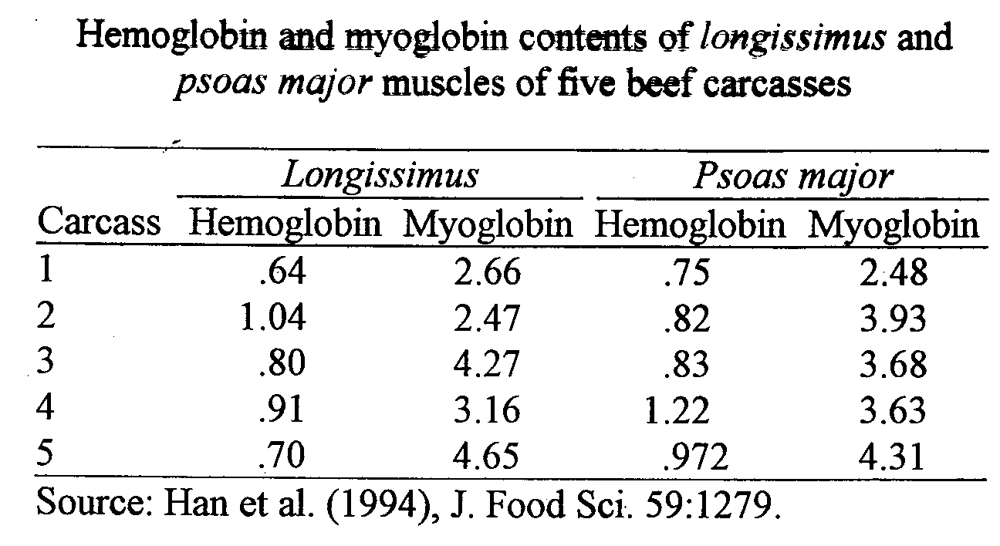 Hemoglobin and myoglobin contents of longissimus and
psoas major muscles of five beef carcasses
Longissimus Psoas major
Carcass Hemoglobin Myoglobin Hemoglobin Myoglobin
1 .64 2.66 .75 2.48
2 1.04 2.47 .82 3.93
3 .80 4.27 .83 3.68
4 .91 3.16 1.22 3.63
5 .70 4.65 .972 4.31
Source: Han et al. (1994), J. Food Sci. 59:1279.